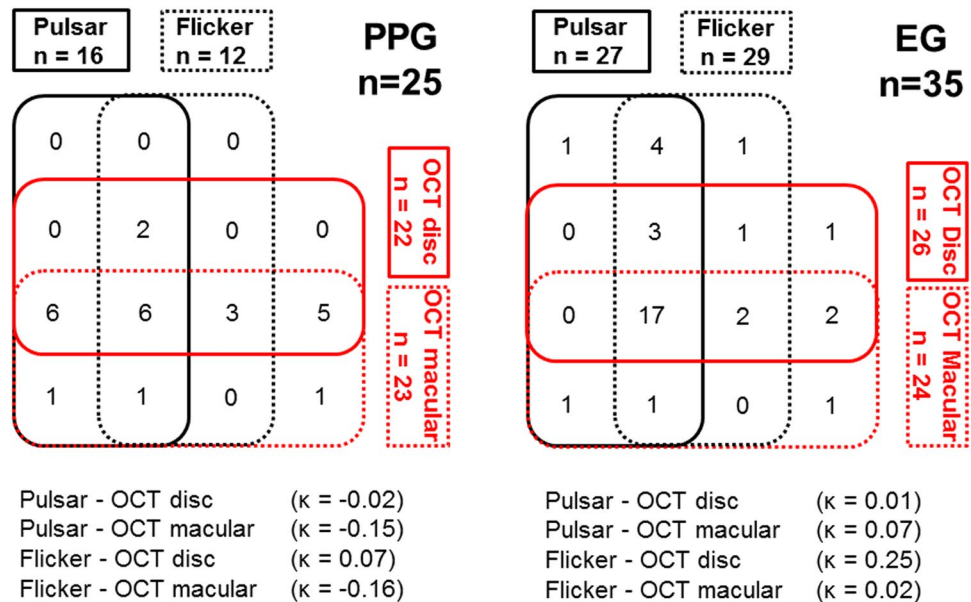 Pulsar
n = 16
Flicker
n = 12
PPG
n=25
0 0 0
0 2 0 0
6 6 3 5
1 1 0 1
OCT disc
n = 22
OCT macular
n = 23
Pulsar - OCT disc (κ = -0.02)
Pulsar - OCT macular (κ = -0.15)
Flicker - OCT disc (κ = 0.07)
Flicker - OCT macular (κ = -0.16)
Pulsar
n = 27
Flicker
n = 29
EG
n=35
1 4 1
0 3 1 1
0 17 2 2
1 1 0 1
OCT Disc
n = 26
OCT Macular
n = 24
Pulsar - OCT disc (κ = 0.01)
Pulsar - OCT macular (κ = 0.07)
Flicker - OCT disc (κ = 0.25)
Flicker - OCT macular (κ = 0.02)